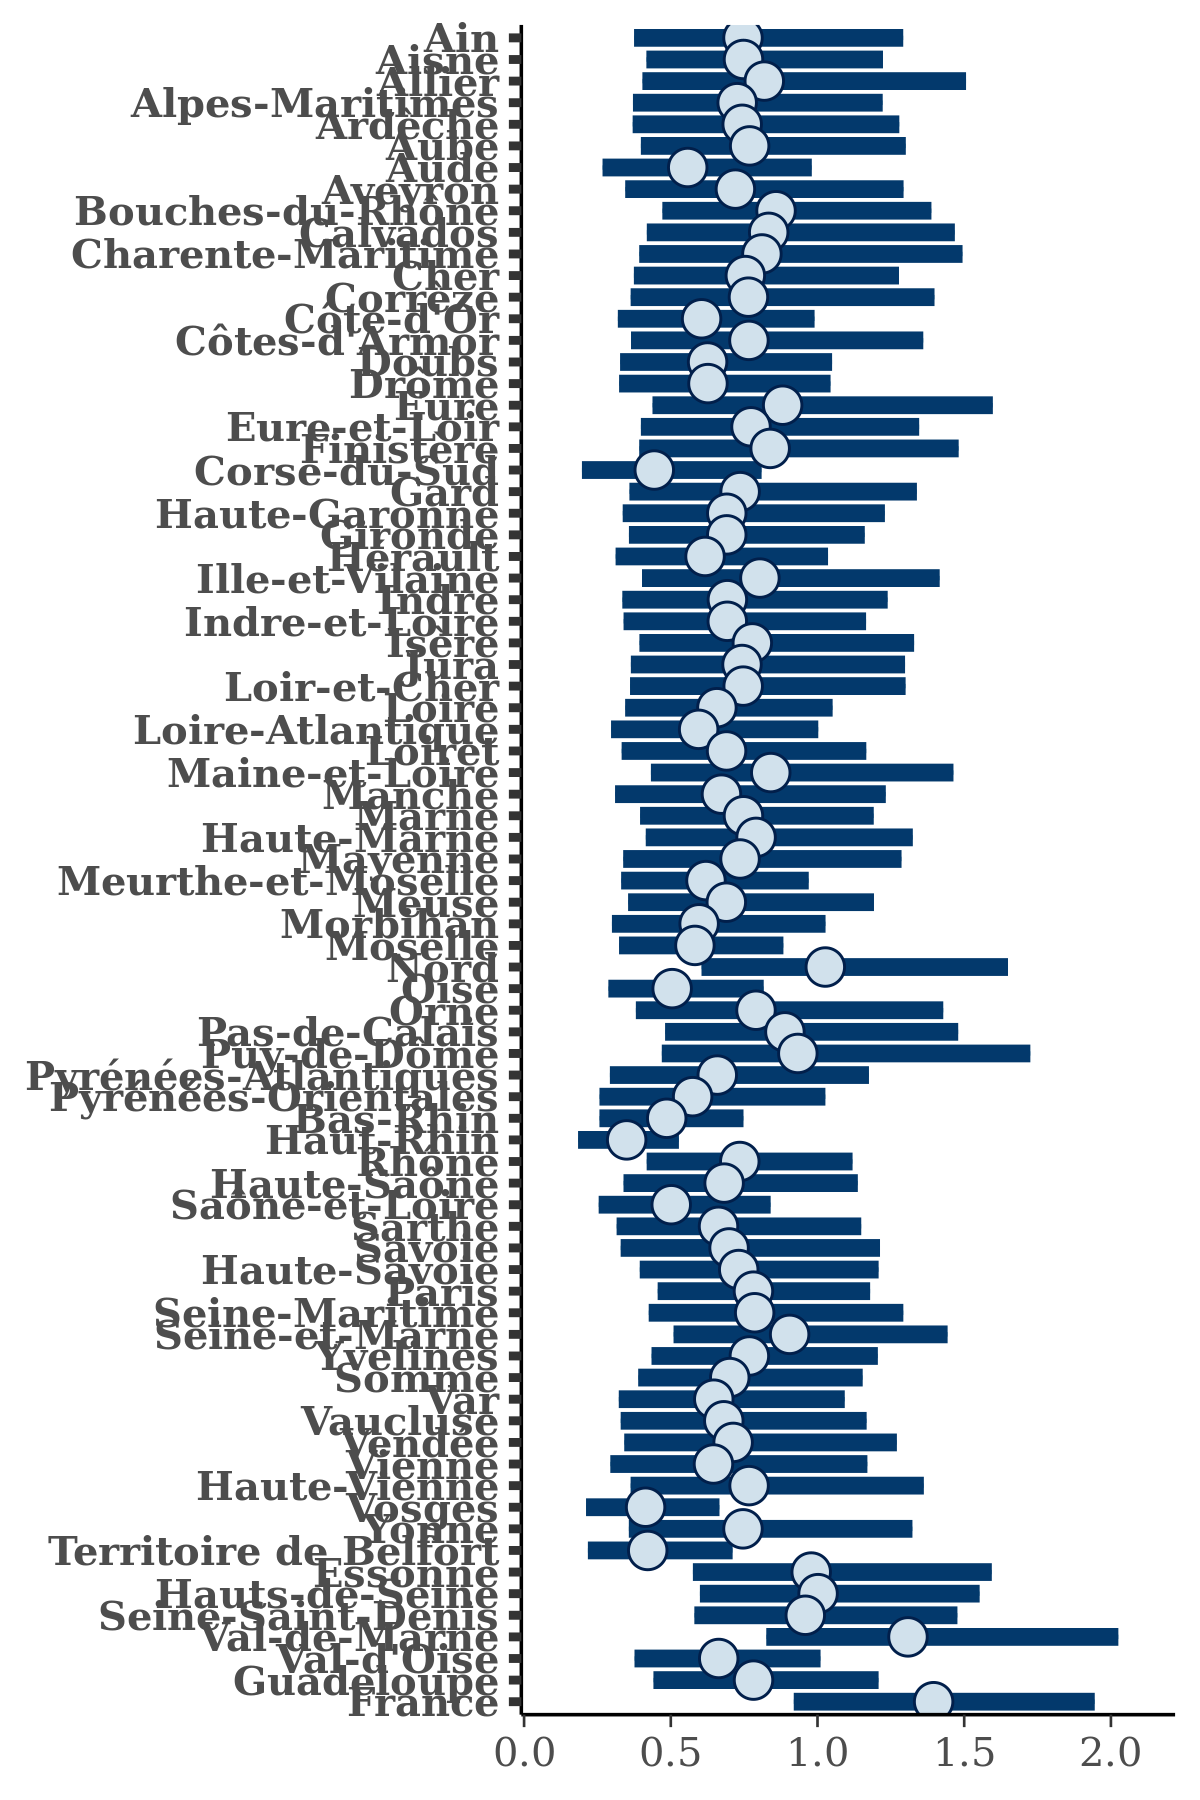 Ain
Aisne
Allier
Alpes-Maritimes
Ardèche
Aube
Aude
Aveyron
Bouches-du-Rhône
Calvados
Charente-Maritime
Cher
Corrèze
Côte-d'Or
Côtes-d'Armor
Doubs
Drôme
Eure
Eure-et-Loir
Finistère
Corse-du-Sud
Gard
Haute-Garonne
Gironde
Hérault
Ille-et-Vilaine
Indre
Indre-et-Loire
Isère
Jura
Loir-et-Cher
Loire
Loire-Atlantique
Loiret
Maine-et-Loire
Manche
Marne
Haute-Marne
Mayenne
Meurthe-et-Moselle
Meuse
Morbihan
Moselle
Nord
Oise
Orne
Pas-de-Calais
Puy-de-Dôme
Pyrénées-Atlantiques
Pyrénées-Orientales
Bas-Rhin
Haut-Rhin
Rhône
Haute-Saône
Saône-et-Loire
Sarthe
Savoie
Haute-Savoie
Paris
Seine-Maritime
Seine-et-Marne
Yvelines
Somme
Var
Vaucluse
Vendée
Vienne
Haute-Vienne
Vosges
Yonne
Territoire de Belfort
Essonne
Hauts-de-Seine
Seine-Saint-Denis
Val-de-Marne
Val-d'Oise
Guadeloupe
France
0.0 0.5 1.0 1.5 2.0